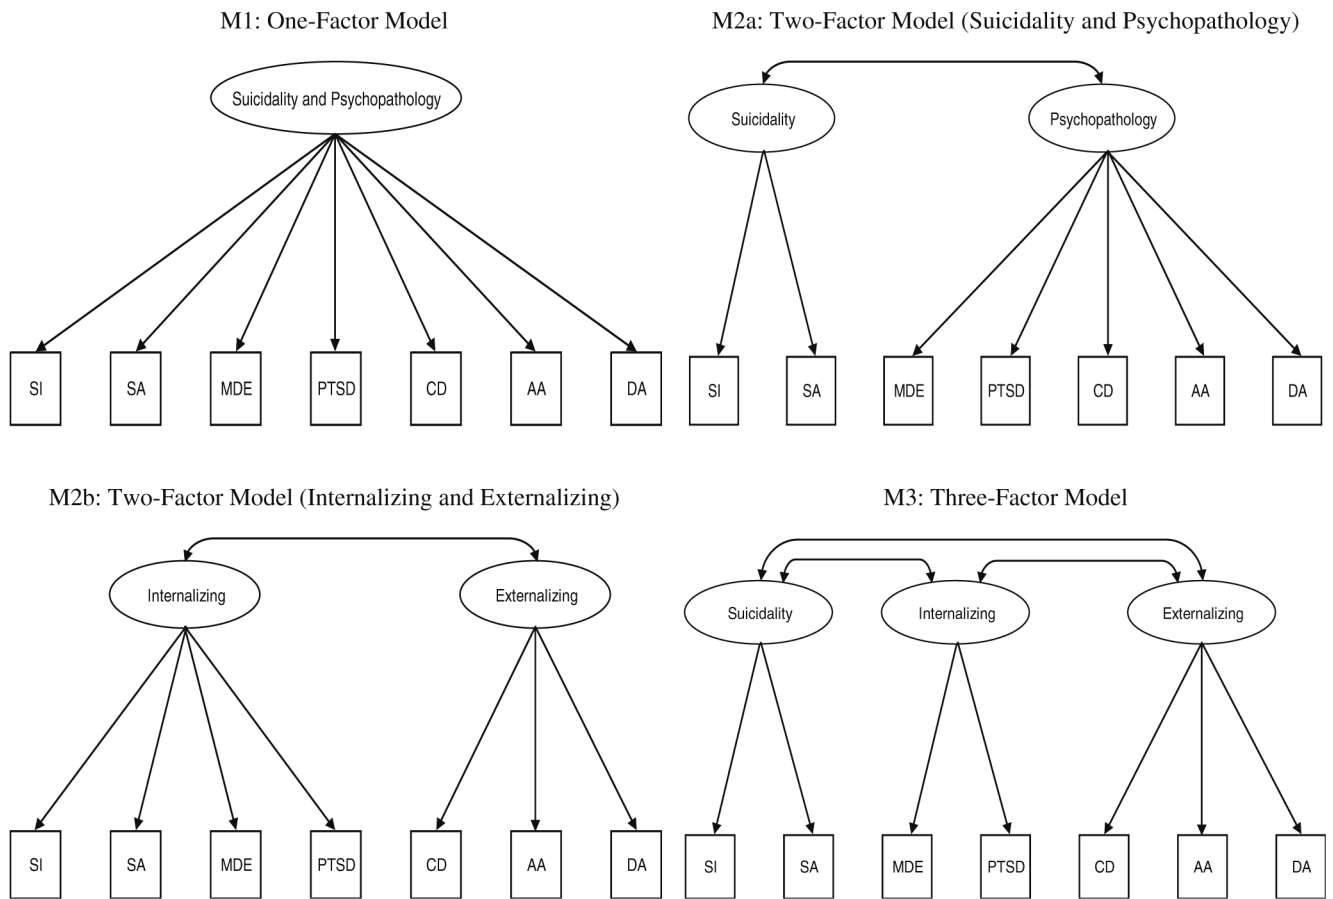 M1: One-Factor Model
Suicidality and Psychopathology
SI
SA
MDE
PTSD
CD
AA
DA
M2a: Two-Factor Model (Suicidality and Psychopathology)
Suicidality
Psychopathology
SI
SA
MDE
PTSD
CD
AA
DA
M2b: Two-Factor Model (Internalizing and Externalizing)
Internalizing
Externalizing
SI
SA
MDE
PTSD
CD
AA
DA
M3: Three-Factor Model
Suicidality
Internalizing
Externalizing
SI
SA
MDE
PTSD
CD
AA
DA